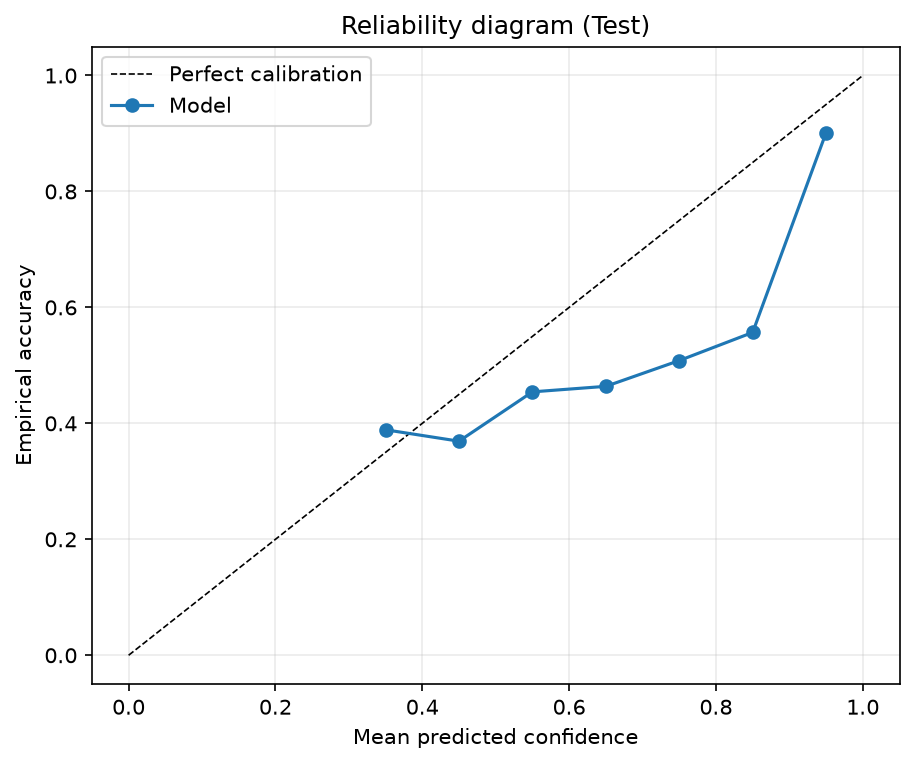 Reliability diagram (Test)
Perfect calibration
Model
1.0
0.8
0.6
0.4
0.2
0.0
Empirical accuracy
0.0 0.2 0.4 0.6 0.8 1.0
Mean predicted confidence